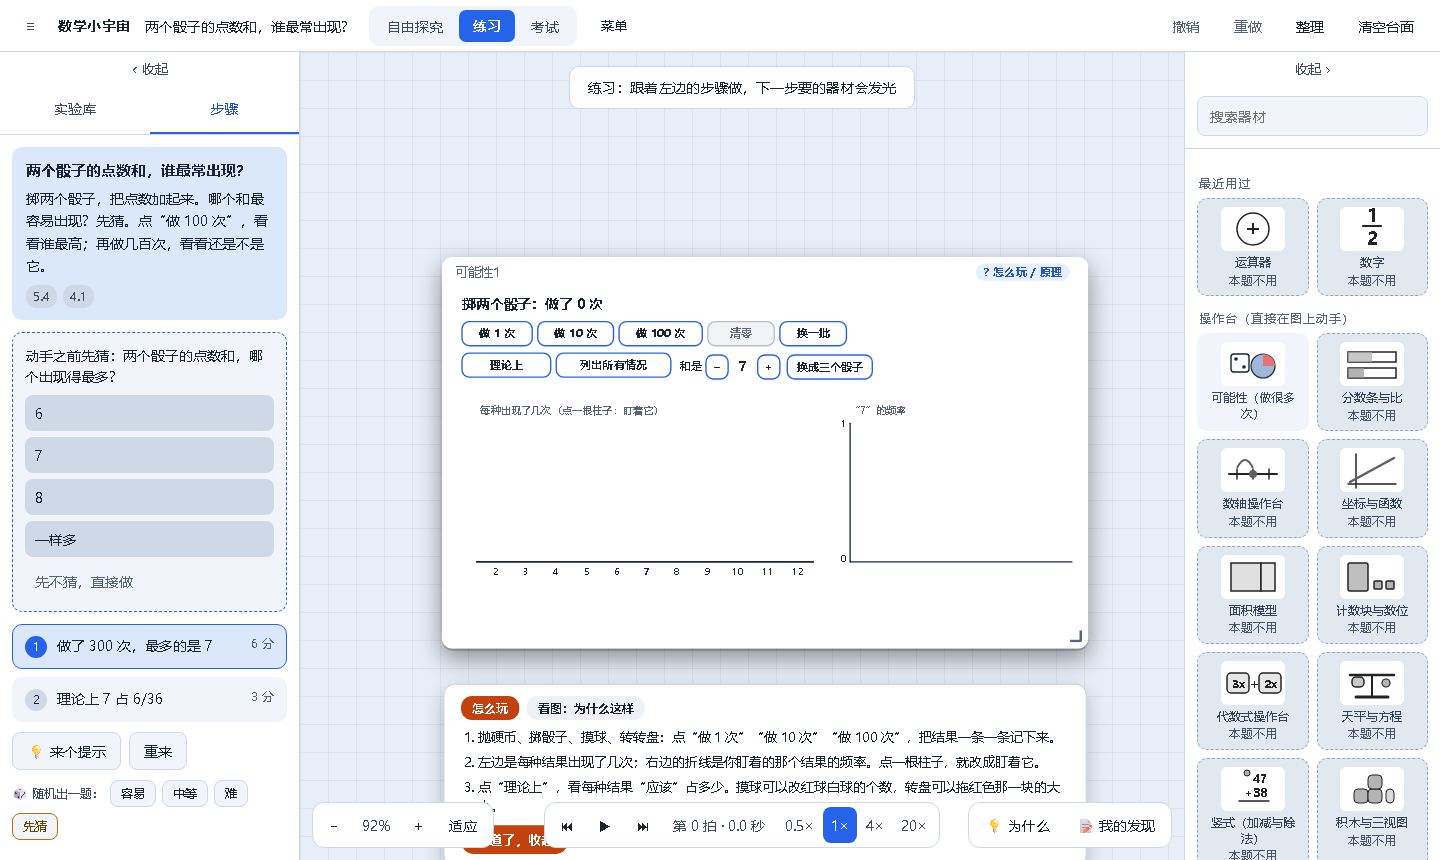 ≡ 数学小宇宙 两个骰子的点数和，谁最常出现？ 自由探究 练习 考试 菜单 撤销 重做 整理 清空台面
‹ 收起
实验库 步骤
两个骰子的点数和，谁最常出现？
掷两个骰子，把点数加起来。哪个和最
容易出现？先猜。点“做 100 次”，看
看谁最高；再做几百次，看看还是不是
它。
5.4 4.1
动手之前先猜：两个骰子的点数和，哪
个出现得最多？
6
7
8
一样多
先不猜，直接做
1 做了 300 次，最多的是 7 6 分
2 理论上 7 占 6/36 3 分
来个提示 重来
随机出一题： 容易 中等 难
先猜
练习：跟着左边的步骤做，下一步要的器材会发光
可能性1 ? 怎么玩 / 原理
掷两个骰子：做了 0 次
做 1 次 做 10 次 做 100 次 清零 换一批
理论上 列出所有情况 和是 − 7 + 换成三个骰子
每种出现了几次（点一根柱子：盯着它） “7”的频率
1
0
2 3 4 5 6 7 8 9 10 11 12
怎么玩 看图：为什么这样
1. 抛硬币、掷骰子、摸球、转转盘：点“做 1 次”“做 10 次”“做 100 次”，把结果一条一条记下来。
2. 左边是每种结果出现了几次；右边的折线是你盯着的那个结果的频率。点一根柱子，就改成盯着它。
3. 点“理论上”，看每种结果“应该”占多少。摸球可以改红球白球的个数，转盘可以拖红色那一块的大
道了，收起
− 92% + 适应 第 0 拍 · 0.0 秒 0.5× 1× 4× 20× 为什么 我的发现
收起 ›
搜索器材
最近用过
运算器 本题不用
1
2
数字 本题不用
操作台（直接在图上动手）
可能性（做很多
次）
分数条与比 本题不用
数轴操作台 本题不用
坐标与函数 本题不用
面积模型 本题不用
计数块与数位 本题不用
3x + 2x
代数式操作台 本题不用
天平与方程 本题不用
47
+38
竖式（加减与除
法）
本题不用
积木与三视图 本题不用